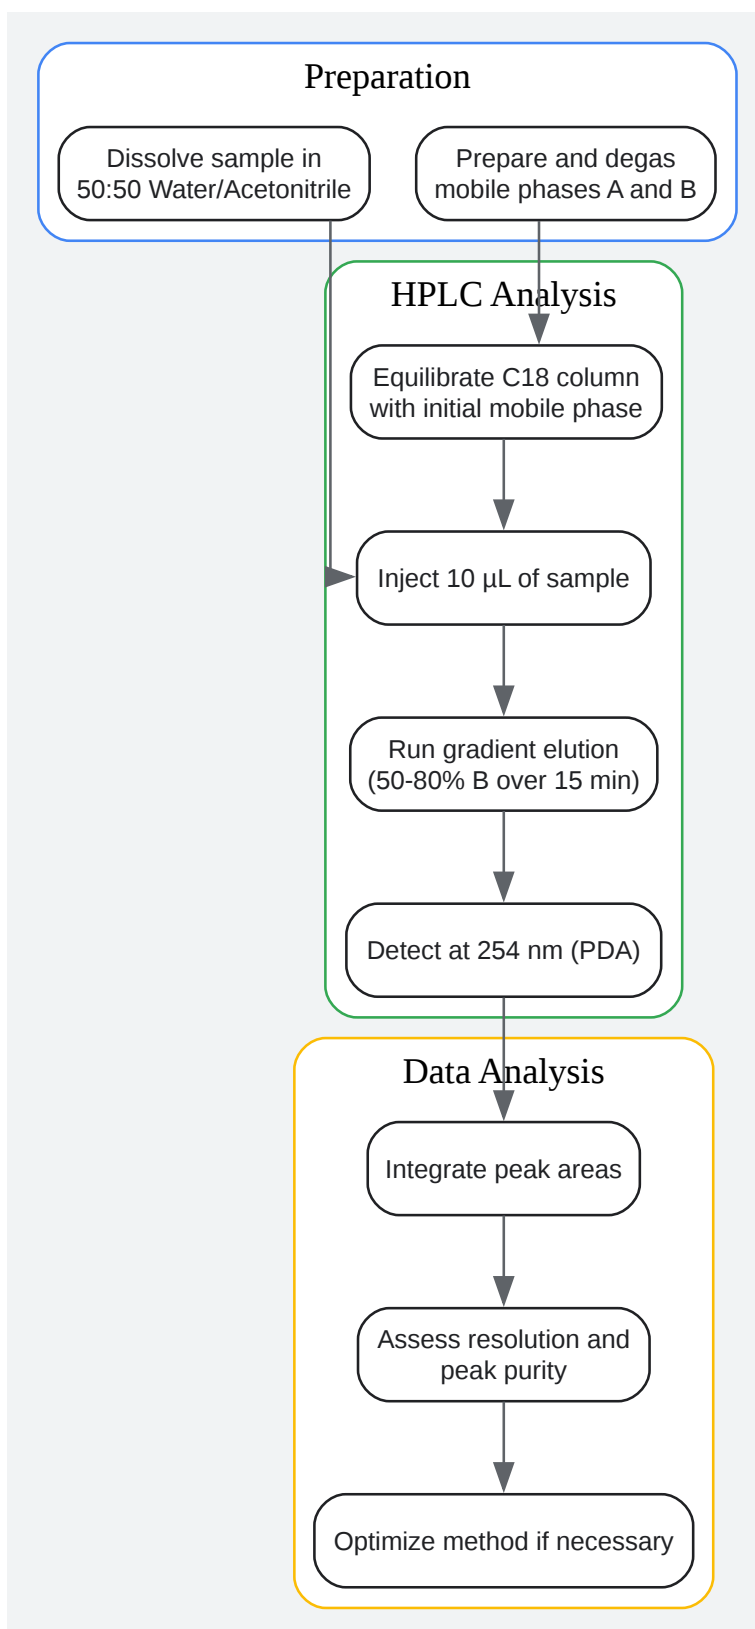 Preparation
Dissolve sample in
50:50 Water/Acetonitrile
Prepare and degas
mobile phases A and B
HPLC Analysis
Equilibrate C18 column
with initial mobile phase
Inject 10 µL of sample
Run gradient elution
(50-80% B over 15 min)
Detect at 254 nm (PDA)
Data Analysis
Integrate peak areas
Assess resolution and
peak purity
Optimize method if necessary